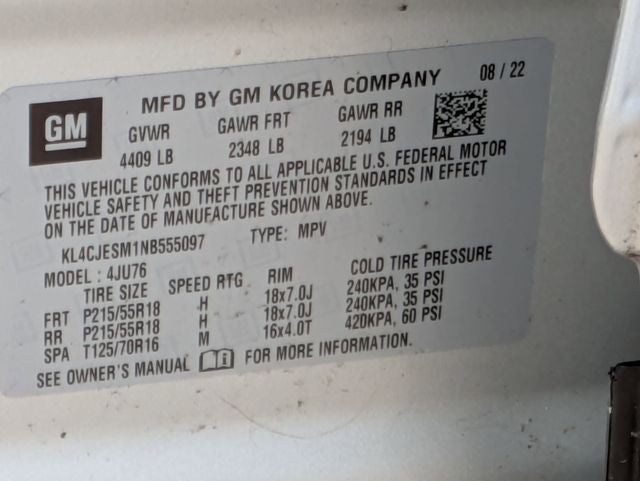 GM
MFD BY GM KOREA COMPANY 08 / 22
GVWR GAWR FRT GAWR RR
4409 LB 2348 LB 2194 LB
THIS VEHICLE CONFORMS TO ALL APPLICABLE U.S. FEDERAL MOTOR
VEHICLE SAFETY AND THEFT PREVENTION STANDARDS IN EFFECT
ON THE DATE OF MANUFACTURE SHOWN ABOVE.
KL4CJESM1NB555097 TYPE: MPV
MODEL : 4JU76
TIRE SIZE SPEED RTG RIM COLD TIRE PRESSURE
FRT P215/55R18 H 18x7.0J 240KPA, 35 PSI
RR P215/55R18 H 18x7.0J 240KPA, 35 PSI
SPA T125/70R16 M 16x4.0T 420KPA, 60 PSI
SEE OWNER'S MANUAL FOR MORE INFORMATION.